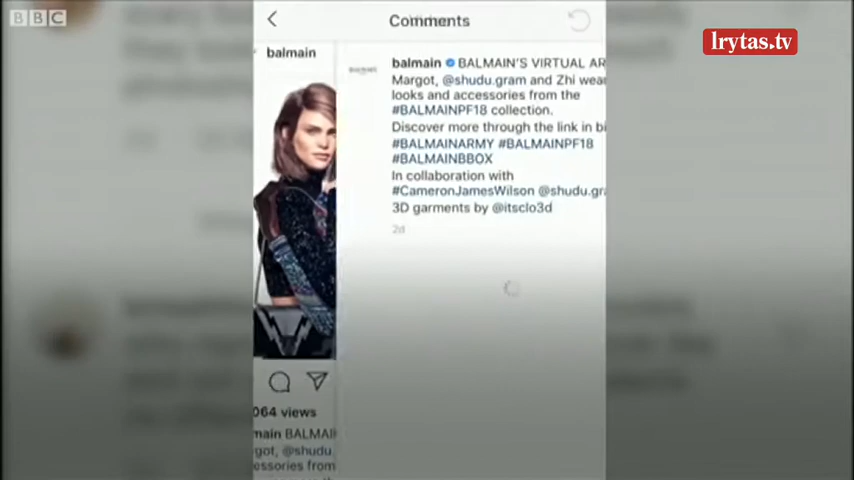 BBC
lrytas.tv
Comments
balmain
balmain BALMAIN'S VIRTUAL AR
Margot, @shudu.gram and Zhi wear
looks and accessories from the
#BALMAINPF18 collection.
Discover more through the link in bi
#BALMAINARMY #BALMAINPF18
#BALMAINBBOX
In collaboration with
#CameronJamesWilson @shudu.gra
3D garments by @itsclo3d
2d
064 views
main BALMAI
rgot, @shudu.
essories from